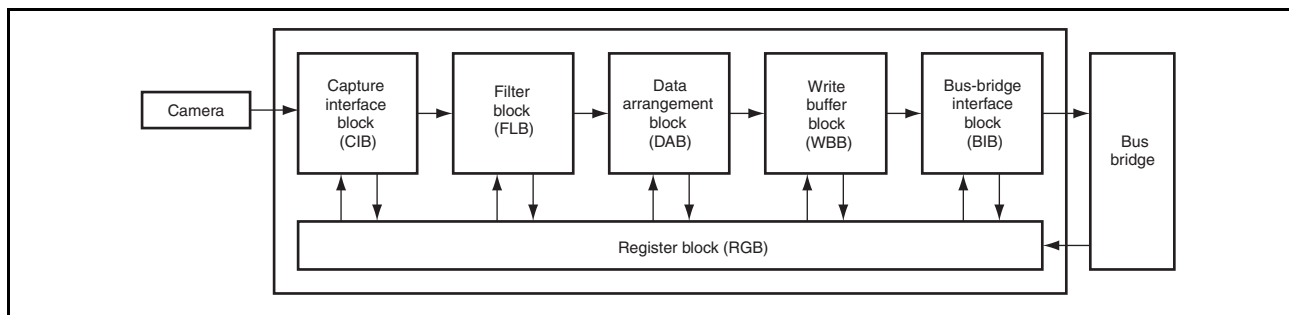 Camera
Capture
interface
block
(CIB)
Filter
block
(FLB)
Data
arrangement
block
(DAB)
Write
buffer
block
(WBB)
Bus-bridge
interface
block
(BIB)
Bus
bridge
Register block (RGB)